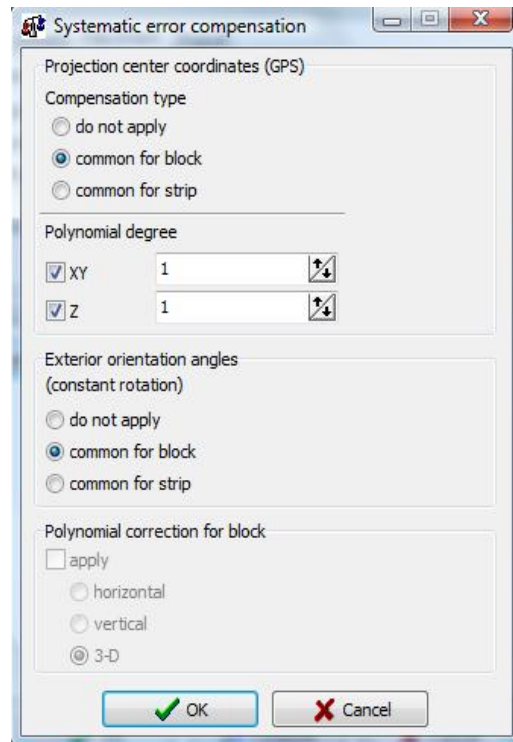 Systematic error compensation
Projection center coordinates (GPS)
Compensation type
do not apply
common for block
common for strip
Polynomial degree
XY 1
Z 1
Exterior orientation angles
(constant rotation)
do not apply
common for block
common for strip
Polynomial correction for block
apply
horizontal
vertical
3-D
OK Cancel